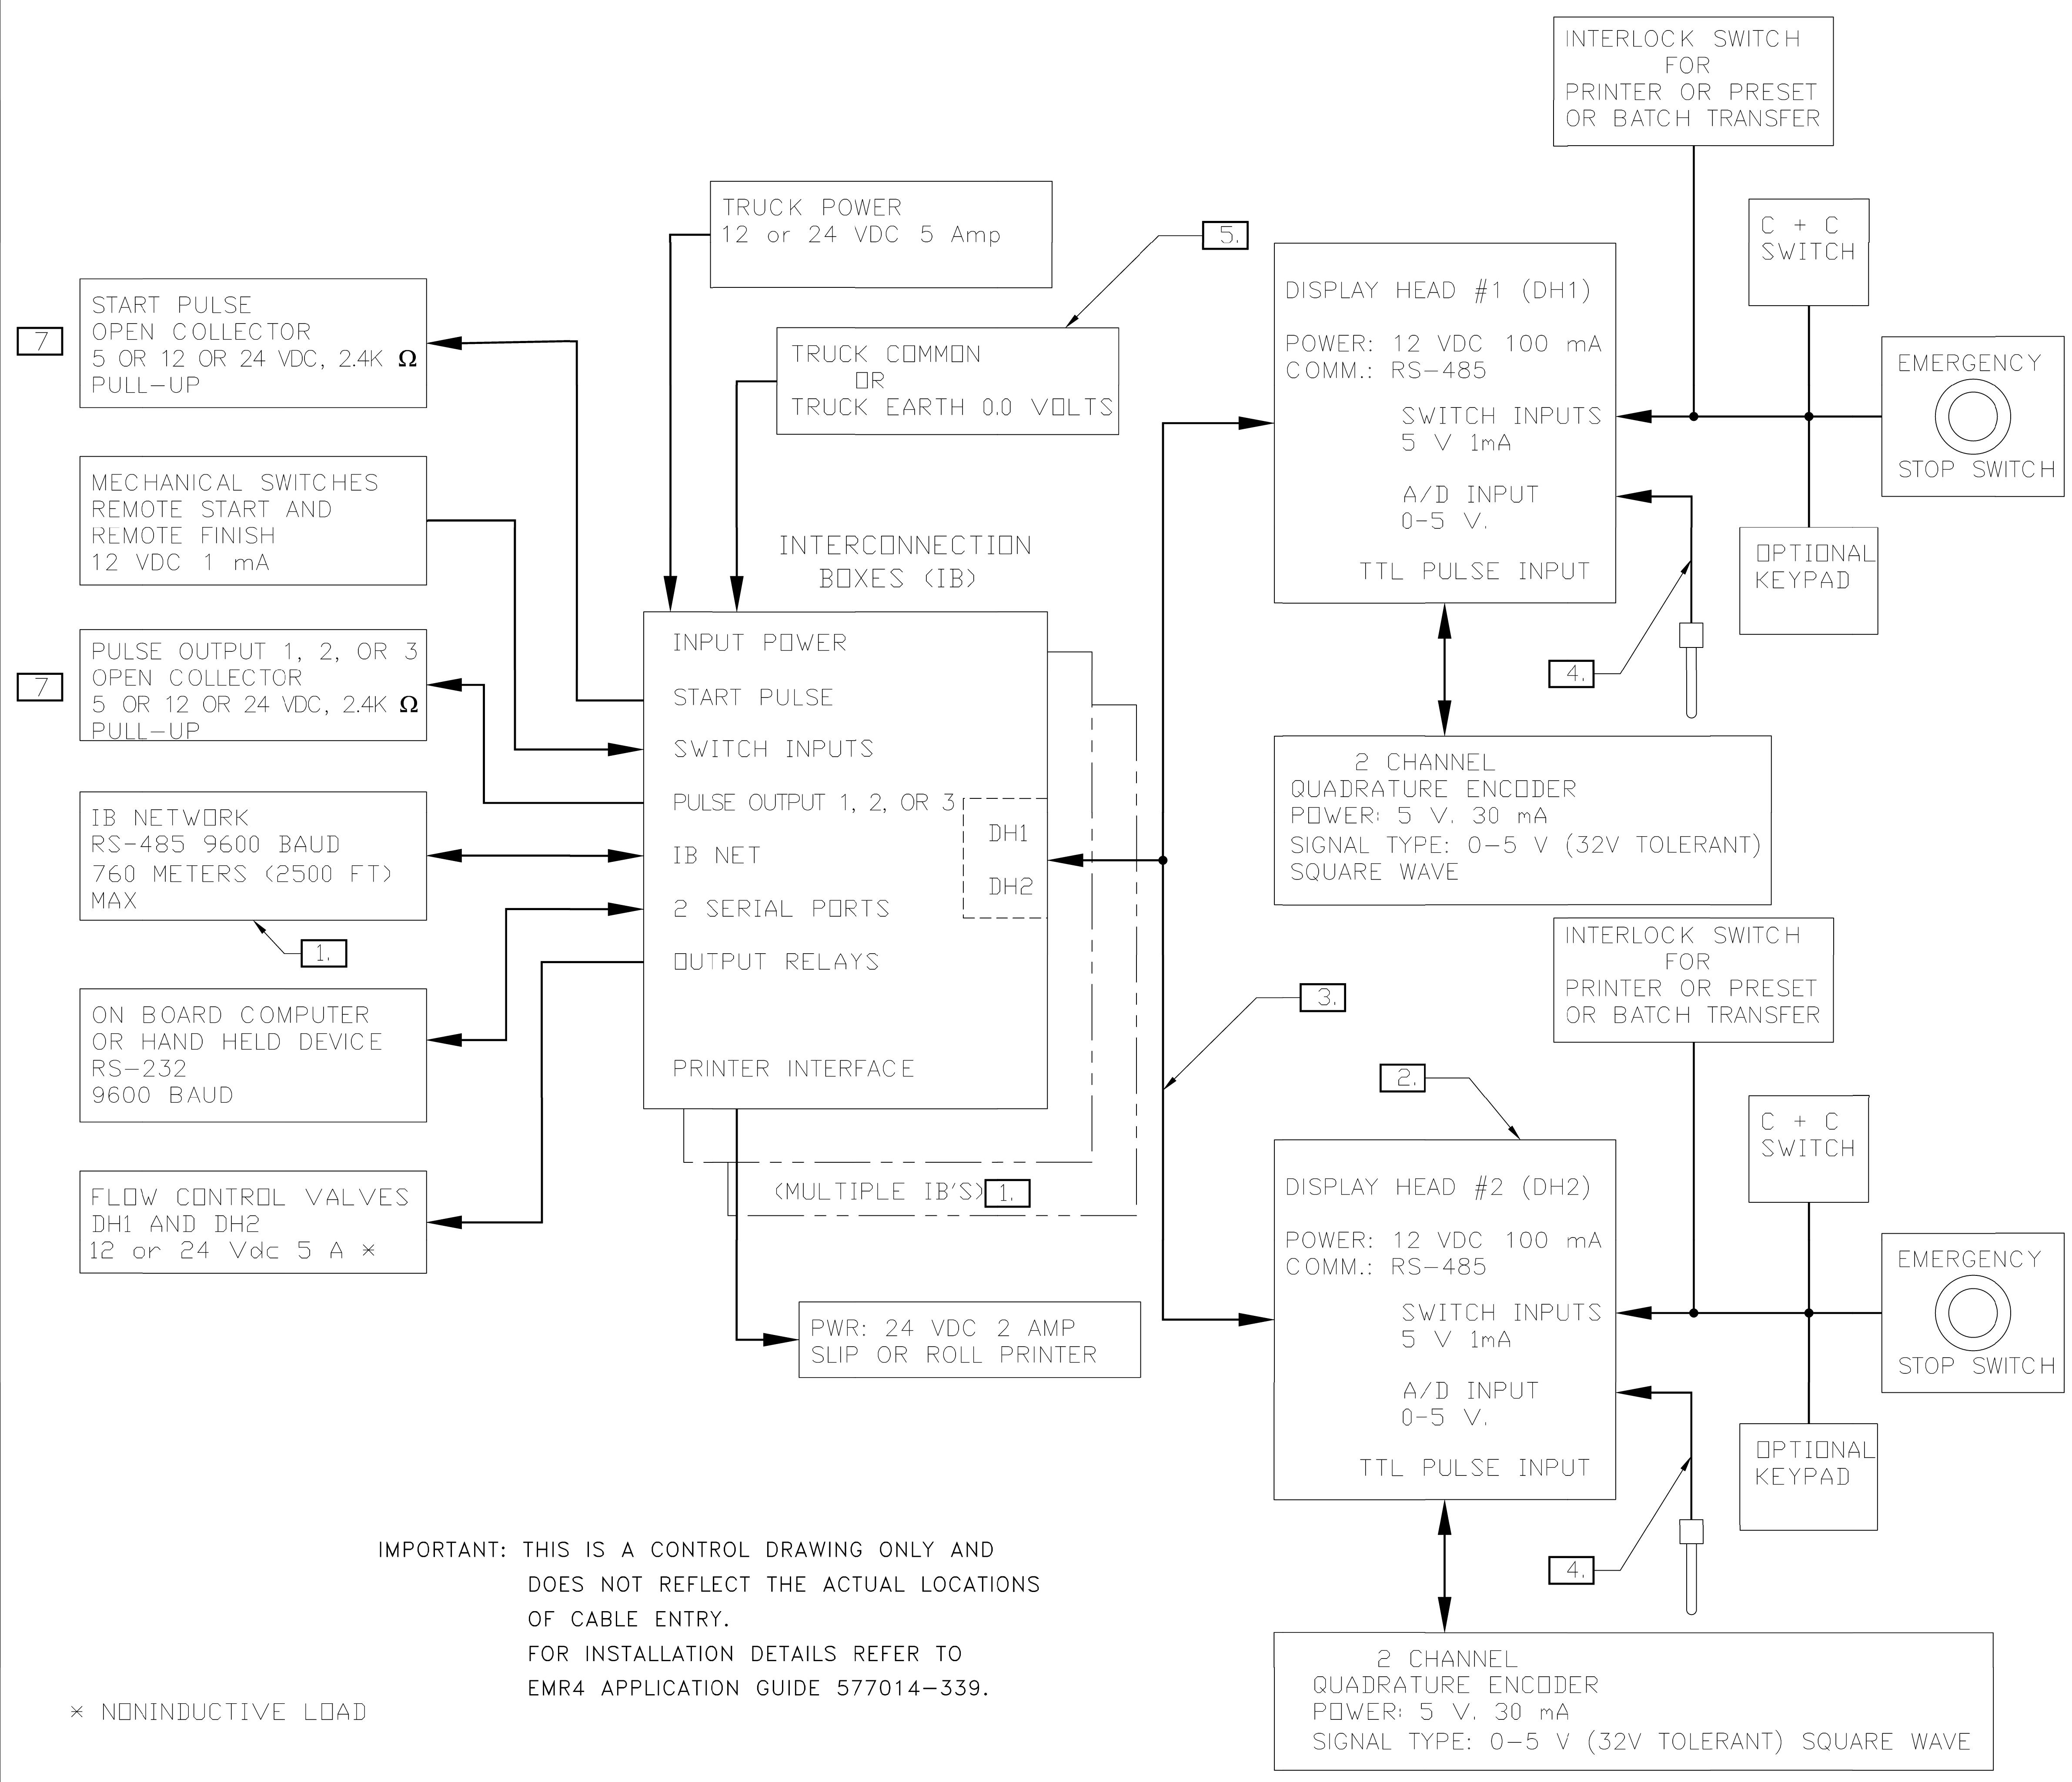 INTERLOCK SWITCH
FOR
PRINTER OR PRESET
OR BATCH TRANSFER
TRUCK POWER
12 or 24 VDC 5 Amp
5.
TRUCK COMMON
OR
TRUCK EARTH 0.0 VOLTS
C + C
SWITCH
7
START PULSE
OPEN COLLECTOR
5 OR 12 OR 24 VDC, 2.4K Ω
PULL-UP
MECHANICAL SWITCHES
REMOTE START AND
REMOTE FINISH
12 VDC 1 mA
7
PULSE OUTPUT 1, 2, OR 3
OPEN COLLECTOR
5 OR 12 OR 24 VDC, 2.4K Ω
PULL-UP
IB NETWORK
RS-485 9600 BAUD
760 METERS (2500 FT)
MAX
1.
ON BOARD COMPUTER
OR HAND HELD DEVICE
RS-232
9600 BAUD
FLOW CONTROL VALVES
DH1 AND DH2
12 or 24 Vdc 5 A *
INTERCONNECTION
BOXES (IB)
INPUT POWER
START PULSE
SWITCH INPUTS
PULSE OUTPUT 1, 2, OR 3
DH1
IB NET
DH2
2 SERIAL PORTS
OUTPUT RELAYS
PRINTER INTERFACE
(MULTIPLE IB'S) 1.
PWR: 24 VDC 2 AMP
SLIP OR ROLL PRINTER
DISPLAY HEAD #1 (DH1)
POWER: 12 VDC 100 mA
COMM.: RS-485
SWITCH INPUTS
5 V 1mA
A/D INPUT
0-5 V.
TTL PULSE INPUT
EMERGENCY
STOP SWITCH
OPTIONAL
KEYPAD
4.
2 CHANNEL
QUADRATURE ENCODER
POWER: 5 V. 30 mA
SIGNAL TYPE: 0-5 V (32V TOLERANT)
SQUARE WAVE
INTERLOCK SWITCH
FOR
PRINTER OR PRESET
OR BATCH TRANSFER
3.
2.
C + C
SWITCH
DISPLAY HEAD #2 (DH2)
POWER: 12 VDC 100 mA
COMM.: RS-485
SWITCH INPUTS
5 V 1mA
A/D INPUT
0-5 V.
TTL PULSE INPUT
EMERGENCY
STOP SWITCH
OPTIONAL
KEYPAD
4.
2 CHANNEL
QUADRATURE ENCODER
POWER: 5 V. 30 mA
SIGNAL TYPE: 0-5 V (32V TOLERANT) SQUARE WAVE
IMPORTANT: THIS IS A CONTROL DRAWING ONLY AND
DOES NOT REFLECT THE ACTUAL LOCATIONS
OF CABLE ENTRY.
FOR INSTALLATION DETAILS REFER TO
EMR4 APPLICATION GUIDE 577014-339.
* NONINDUCTIVE LOAD